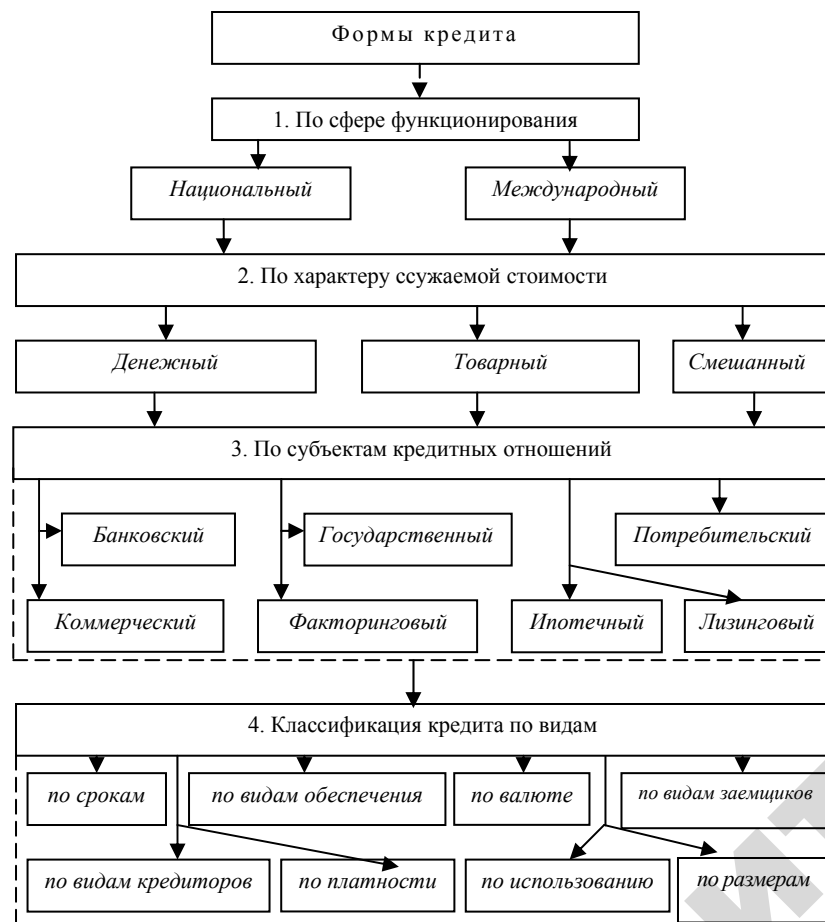 Формы кредита
1. По сфере функционирования
Национальный
Международный
2. По характеру ссужаемой стоимости
Денежный
Товарный
Смешанный
3. По субъектам кредитных отношений
Банковский
Государственный
Потребительский
Коммерческий
Факторинговый
Ипотечный
Лизинговый
4. Классификация кредита по видам
по срокам
по видам обеспечения
по валюте
по видам заемщиков
по видам кредиторов
по платности
по использованию
по размерам